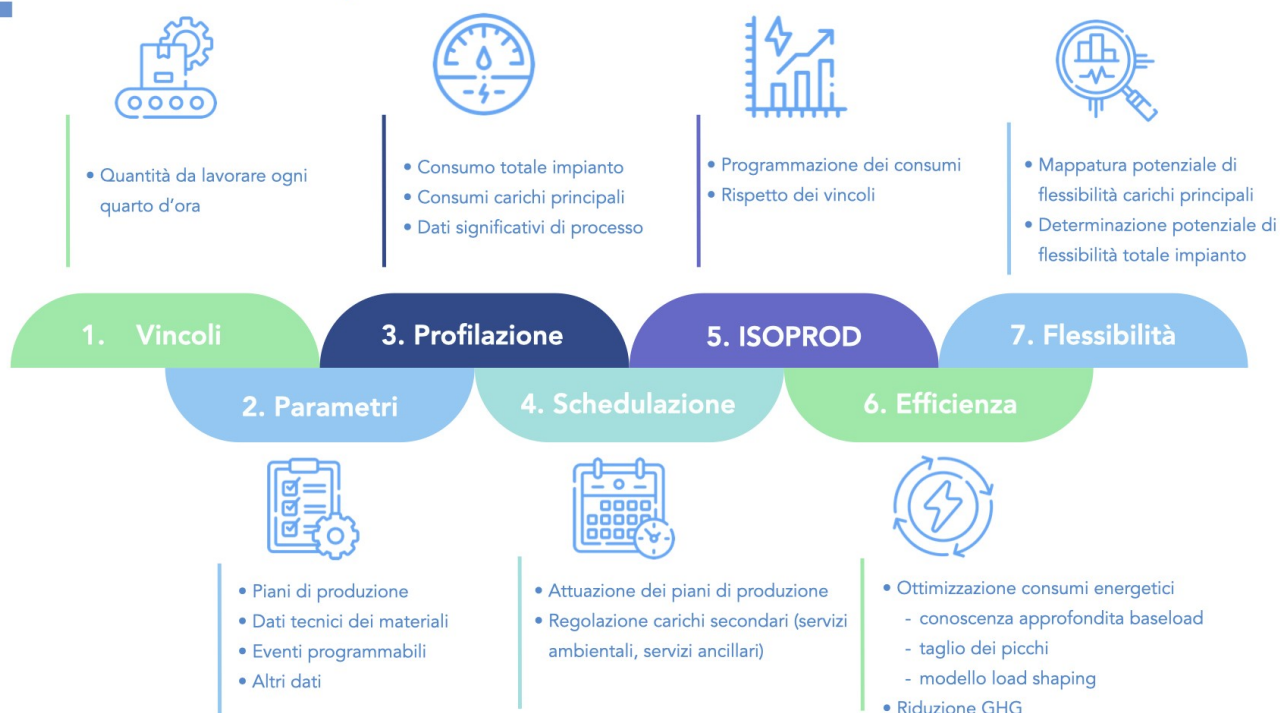 • Quantità da lavorare ogni
quarto d’ora
• Consumo totale impianto
• Consumi carichi principali
• Dati significativi di processo
• Programmazione dei consumi
• Rispetto dei vincoli
• Mappatura potenziale di
flessibilità carichi principali
• Determinazione potenziale di
flessibilità totale impianto
1. Vincoli
3. Profilazione
5. ISOPROD
7. Flessibilità
2. Parametri
4. Schedulazione
6. Efficienza
• Piani di produzione
• Dati tecnici dei materiali
• Eventi programmabili
• Altri dati
• Attuazione dei piani di produzione
• Regolazione carichi secondari (servizi
ambientali, servizi ancillari)
• Ottimizzazione consumi energetici
- conoscenza approfondita baseload
- taglio dei picchi
- modello load shaping
• Riduzione GHG